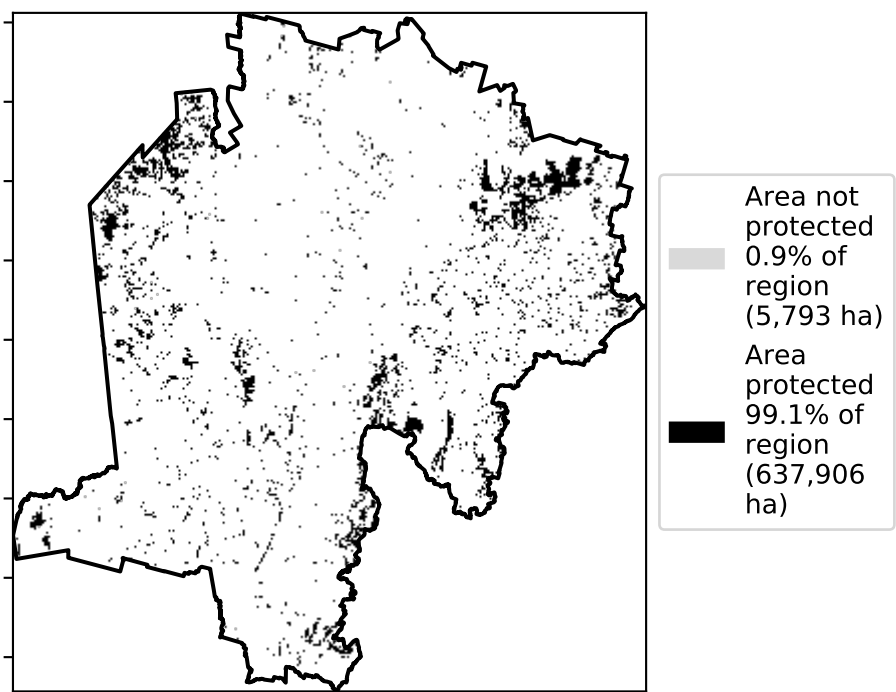 Area not
protected
0.9% of
region
(5,793 ha)
Area
protected
99.1% of
region
(637,906
ha)